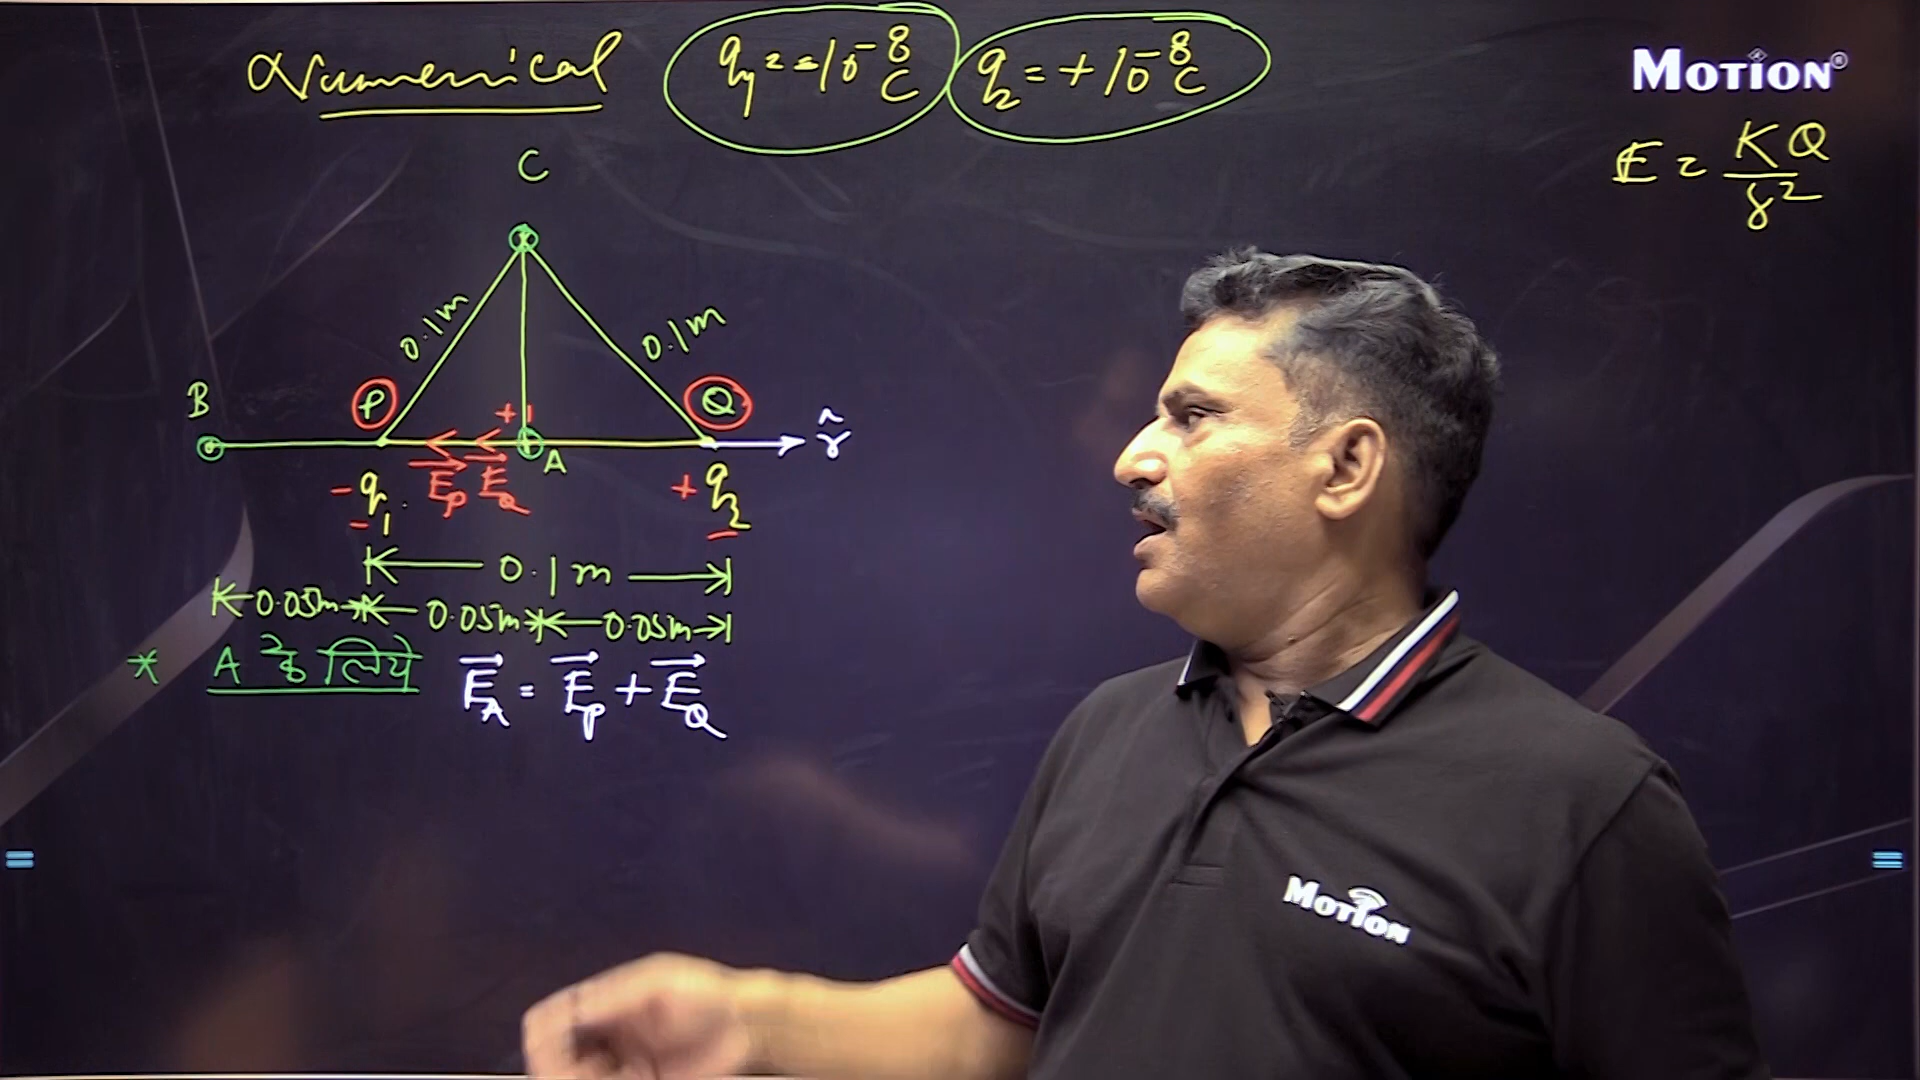 Numerical q1 = -10^-8 C q2 = +10^-8 C
MOTION®
E = KQ/r²
C
0.1m 0.1m
B P +1 Q r̂
A
- q1 E⃗P E⃗Q + q2
0.1m
0.05m 0.05m 0.05m
* A के लिये E⃗A = E⃗P + E⃗Q
MOTION